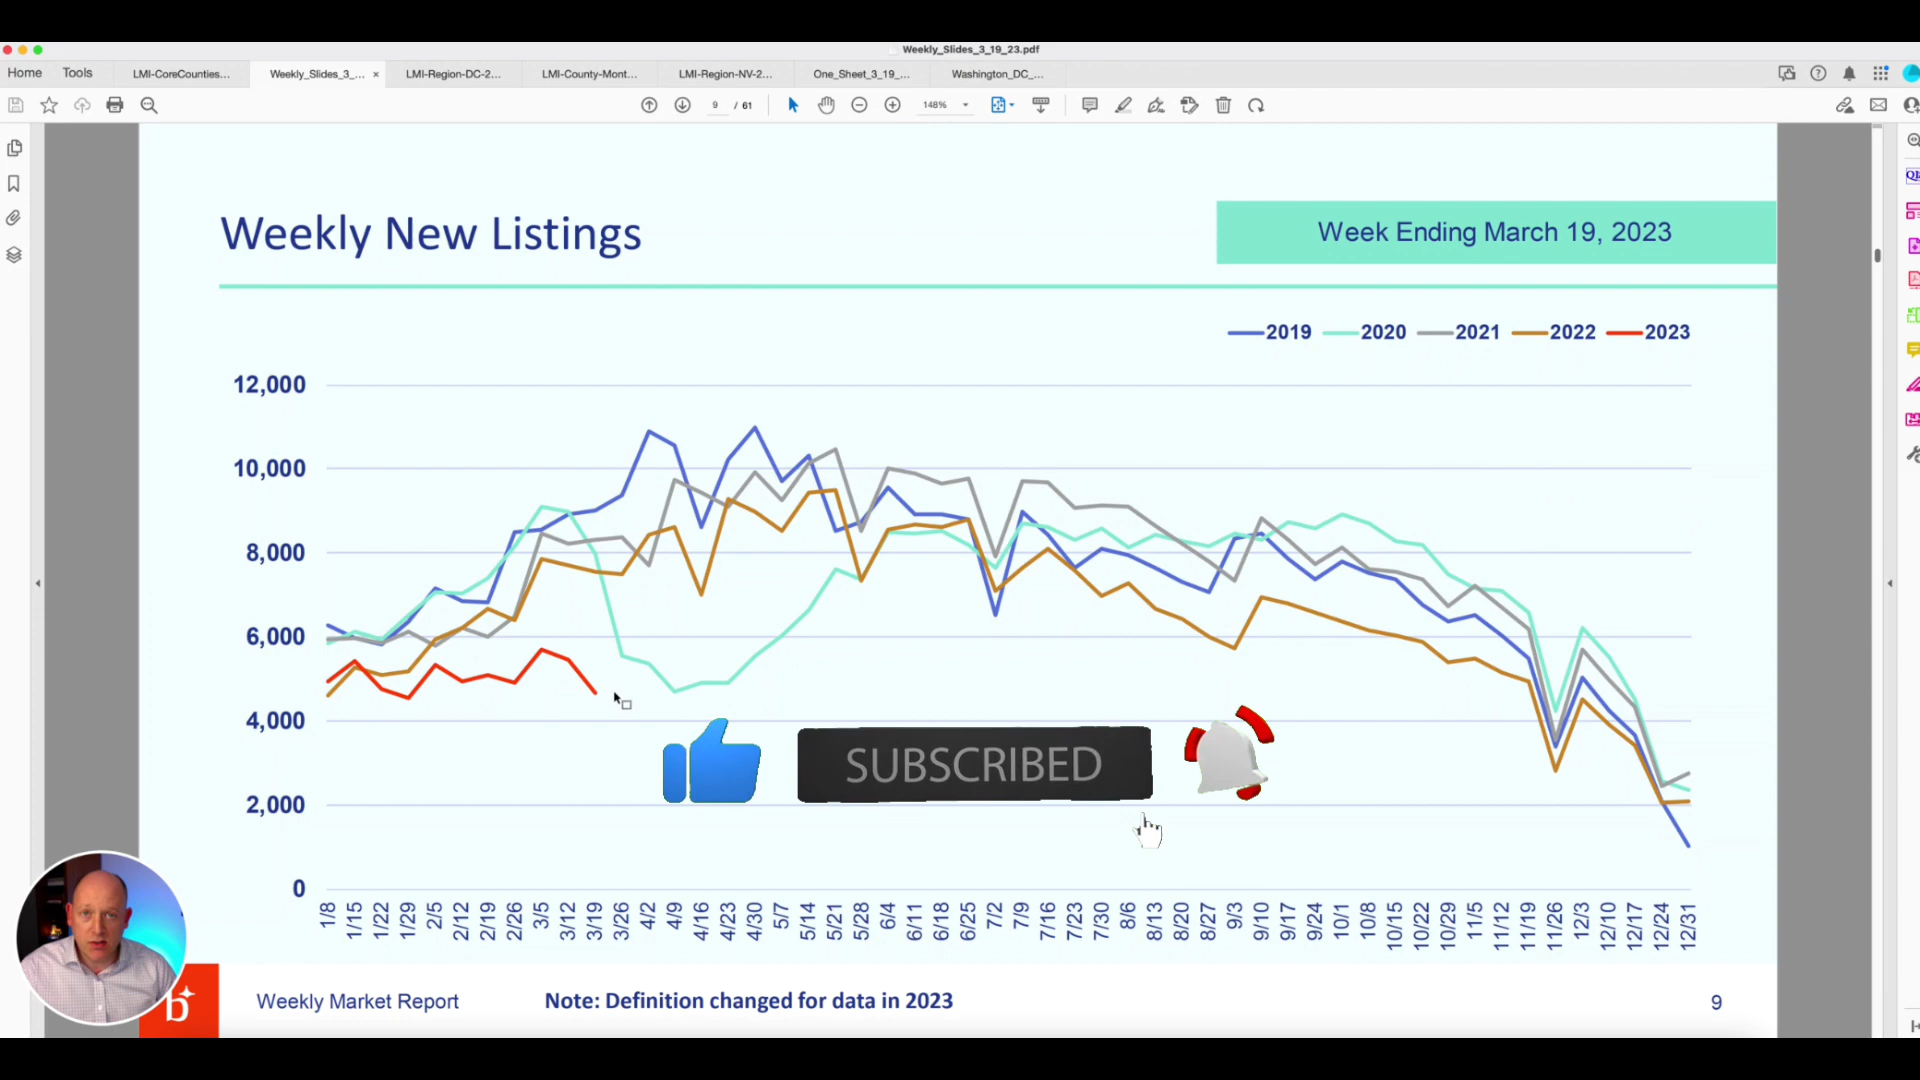 Weekly_Slides_3_19_23.pdf
Home Tools LMI-CoreCounties... Weekly_Slides_3_... × LMI-Region-DC-2... LMI-County-Mont... LMI-Region-NV-2... One_Sheet_3_19_... Washington_DC_...
9 / 61 148%
Weekly New Listings
Week Ending March 19, 2023
2019 2020 2021 2022 2023
12,000
10,000
8,000
6,000
4,000
2,000
0
SUBSCRIBED
1/8 1/15 1/22 1/29 2/5 2/12 2/19 2/26 3/5 3/12 3/19 3/26 4/2 4/9 4/16 4/23 4/30 5/7 5/14 5/21 5/28 6/4 6/11 6/18 6/25 7/2 7/9 7/16 7/23 7/30 8/6 8/13 8/20 8/27 9/3 9/10 9/17 9/24 10/1 10/8 10/15 10/22 10/29 11/5 11/12 11/19 11/26 12/3 12/10 12/17 12/24 12/31
b
Weekly Market Report
Note: Definition changed for data in 2023
9